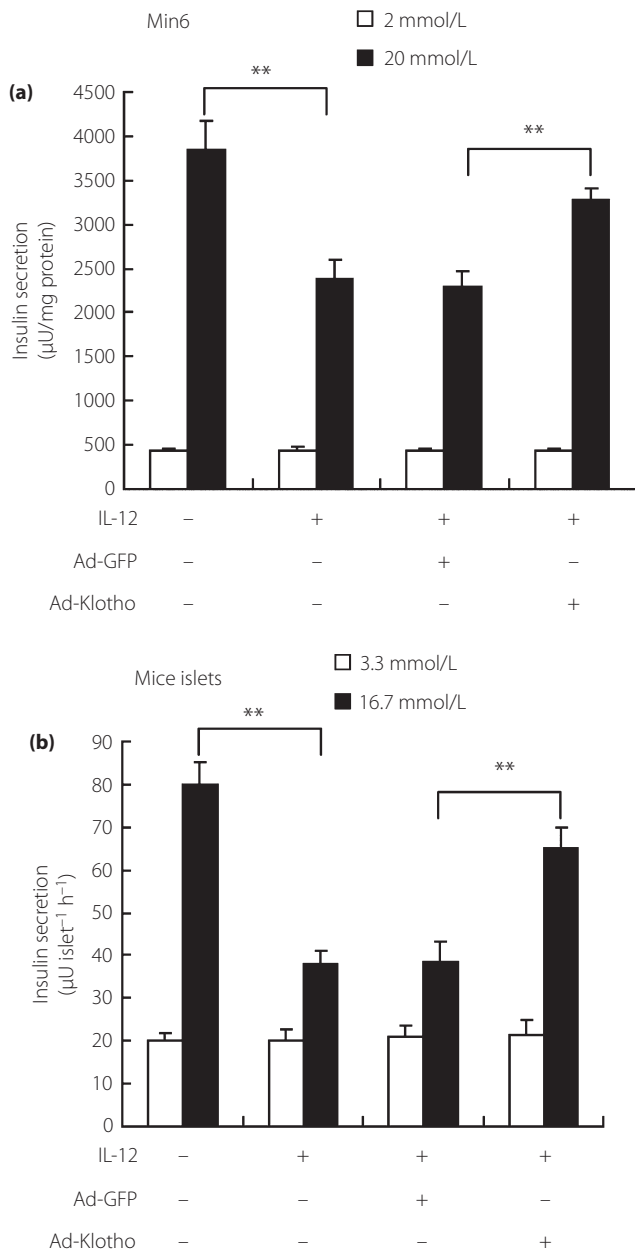 Min6
2 mmol/L
20 mmol/L
(a)
**
**
4500
4000
3500
3000
2500
2000
1500
1000
500
0
Insulin secretion
(µU/mg protein)
IL-12 – + + +
Ad-GFP – – + –
Ad-Klotho – – – +
Mice islets
3.3 mmol/L
16.7 mmol/L
(b)
**
**
90
80
70
60
50
40
30
20
10
0
Insulin secretion
(µU islet⁻¹ h⁻¹)
IL-12 – + + +
Ad-GFP – – + –
Ad-Klotho – – – +